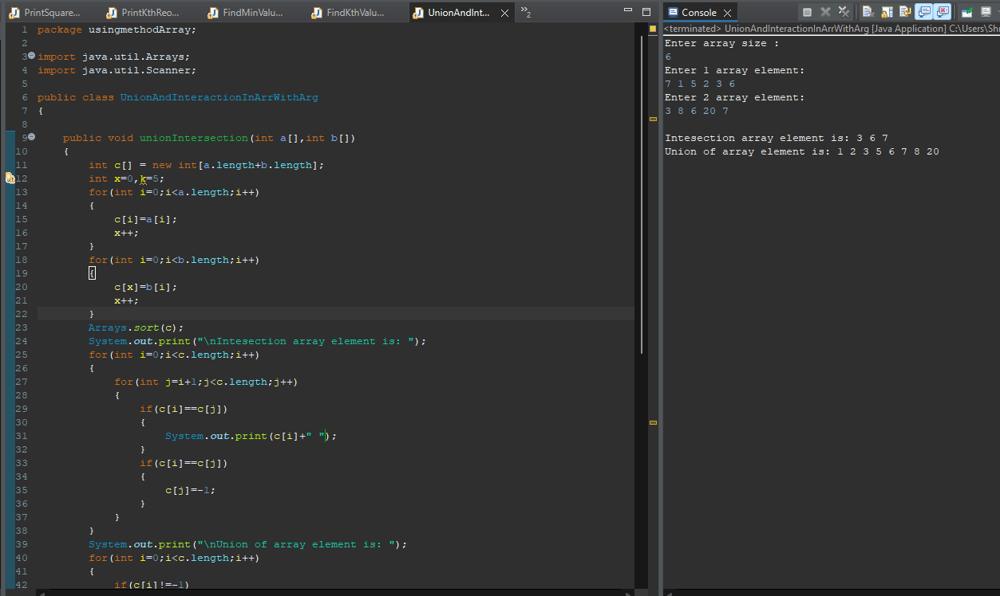 PrintSquare...
PrintKthReo...
FindMinValu...
FindKthValu...
UnionAndInt...
»2
1 package usingmethodArray;
2
3 import java.util.Arrays;
4 import java.util.Scanner;
5
6 public class UnionAndInteractionInArrWithArg
7 {
8
9 public void unionIntersection(int a[],int b[])
10 {
11 int c[] = new int[a.length+b.length];
12 int x=0,k=5;
13 for(int i=0;i<a.length;i++)
14 {
15 c[i]=a[i];
16 x++;
17 }
18 for(int i=0;i<b.length;i++)
19 {
20 c[x]=b[i];
21 x++;
22 }
23 Arrays.sort(c);
24 System.out.print("\nIntesection array element is: ");
25 for(int i=0;i<c.length;i++)
26 {
27 for(int j=i+1;j<c.length;j++)
28 {
29 if(c[i]==c[j])
30 {
31 System.out.print(c[i]+" ");
32 }
33 if(c[i]==c[j])
34 {
35 c[j]=-1;
36 }
37 }
38 }
39 System.out.print("\nUnion of array element is: ");
40 for(int i=0;i<c.length;i++)
41 {
42 if(c[i]!=-1)
Console
<terminated> UnionAndInteractionInArrWithArg [Java Application] C:\Users\Shu
Enter array size :
6
Enter 1 array element:
7 1 5 2 3 6
Enter 2 array element:
3 8 6 20 7
Intesection array element is: 3 6 7
Union of array element is: 1 2 3 5 6 7 8 20